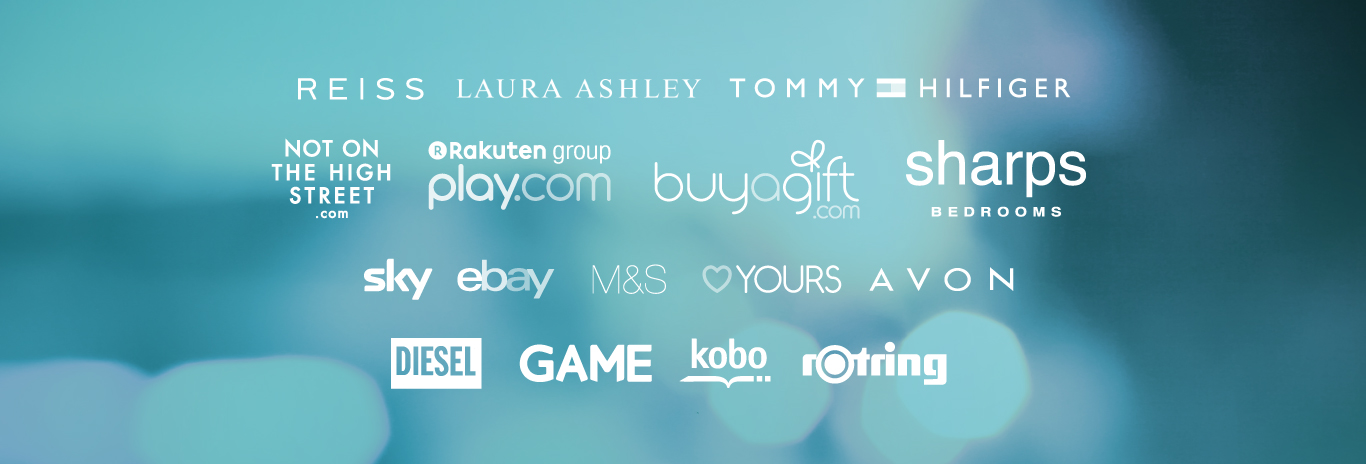 REISS LAURA ASHLEY TOMMY HILFIGER
NOT ON
THE HIGH
STREET
.com
R Rakuten group
play.com
buyagift
.com
sharps
BEDROOMS
sky ebay M&S YOURS AVON
DIESEL GAME kobo rotring